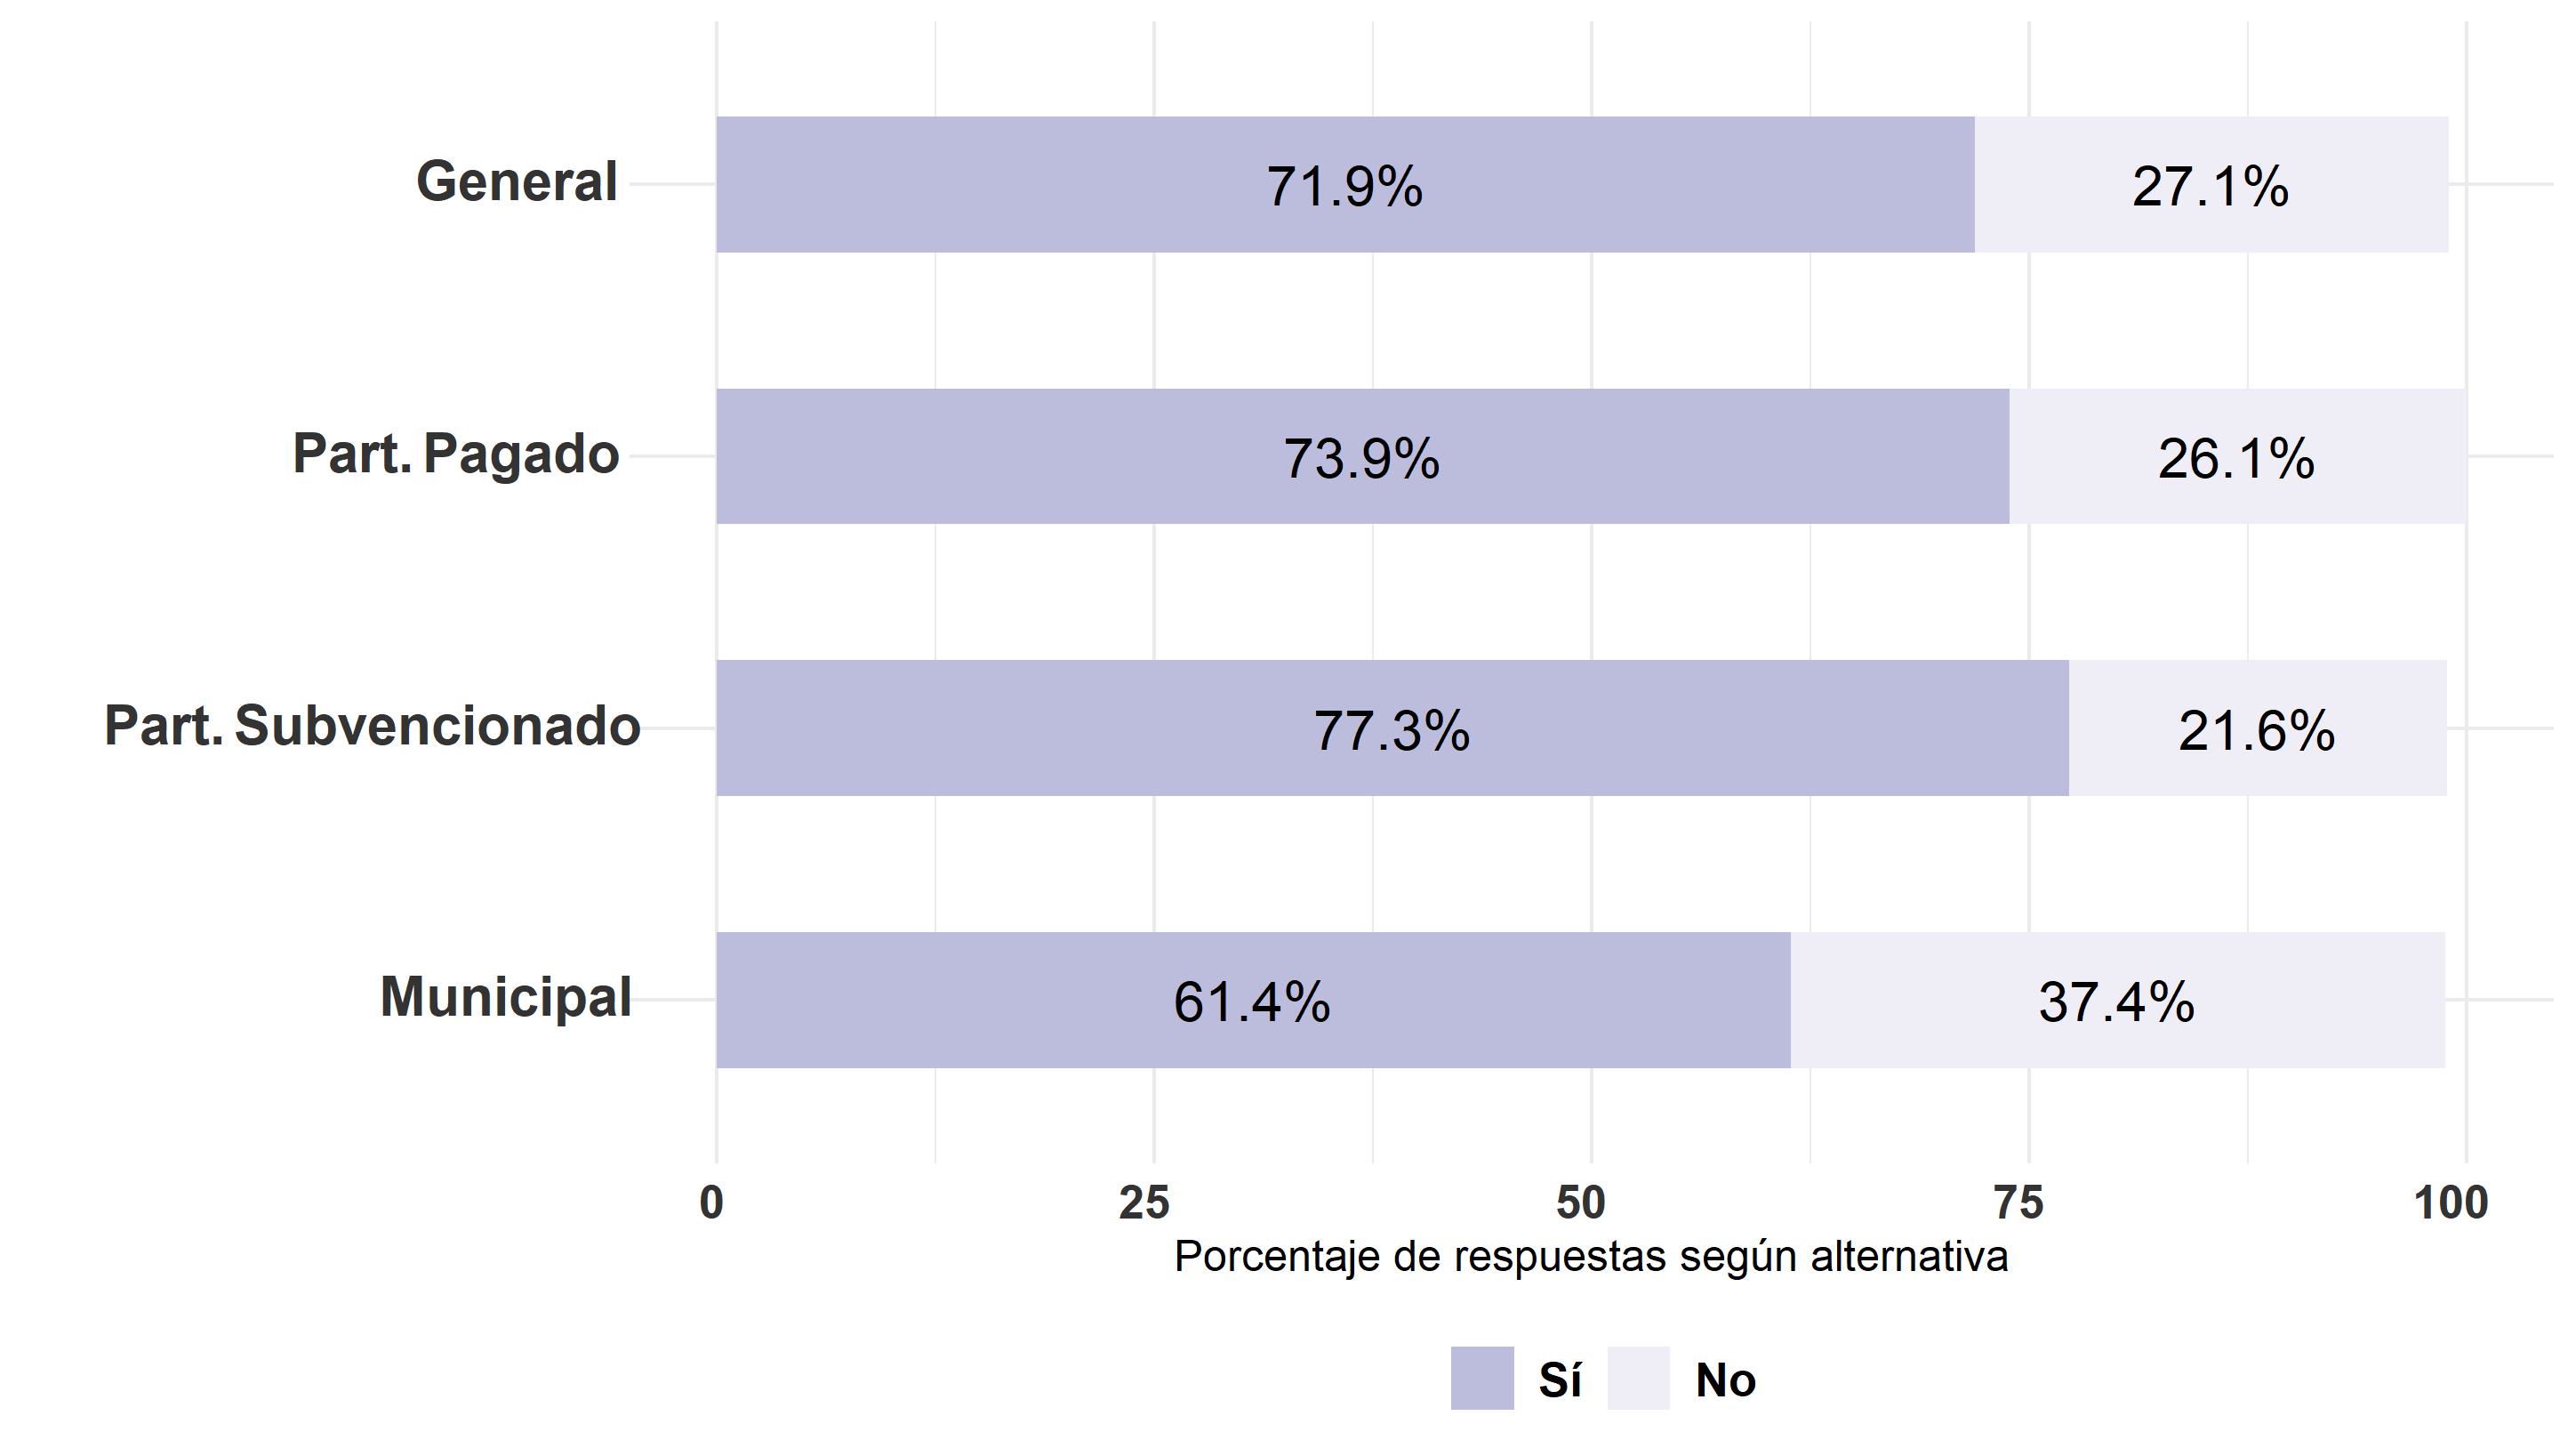 General 71.9% 27.1%
Part. Pagado 73.9% 26.1%
Part. Subvencionado 77.3% 21.6%
Municipal 61.4% 37.4%
0 25 50 75 100
Porcentaje de respuestas según alternativa
Sí No